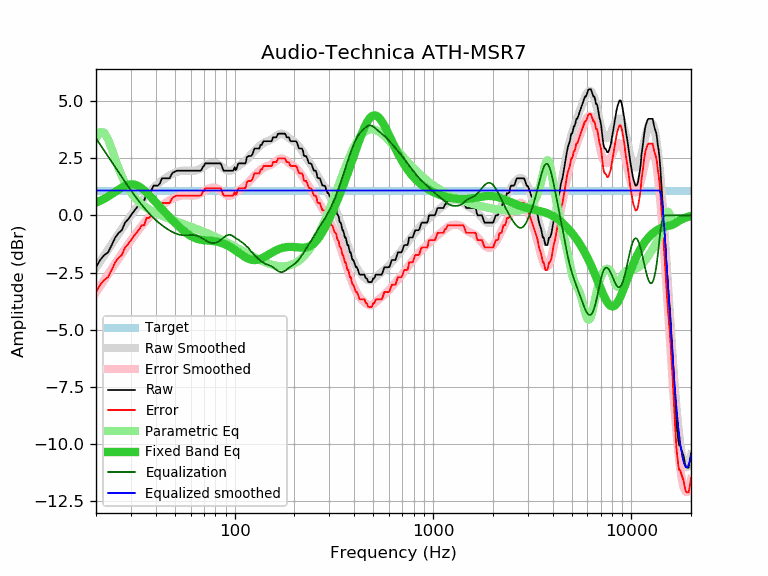 Audio-Technica ATH-MSR7
5.0
2.5
0.0
−2.5
−5.0
−7.5
−10.0
−12.5
Amplitude (dBr)
Target
Raw Smoothed
Error Smoothed
Raw
Error
Parametric Eq
Fixed Band Eq
Equalization
Equalized smoothed
100
1000
10000
Frequency (Hz)